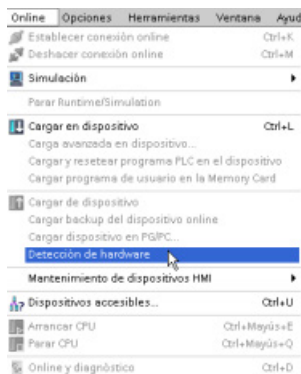 Online Opciones Herramientas Ventana Ayud
Establecer conexión online Ctrl+K
Deshacer conexión online Ctrl+M
Simulación
Parar Runtime/Simulation
Cargar en dispositivo Ctrl+L
Carga avanzada en dispositivo...
Cargar y resetear programa PLC en el dispositivo
Cargar programa de usuario en la Memory Card
Cargar de dispositivo
Cargar backup del dispositivo online
Cargar dispositivo en PG/PC...
Detección de hardware
Mantenimiento de dispositivos HMI
Dispositivos accesibles... Ctrl+U
Arrancar CPU Ctrl+Mayús+E
Parar CPU Ctrl+Mayús+Q
Online y diagnóstico Ctrl+D